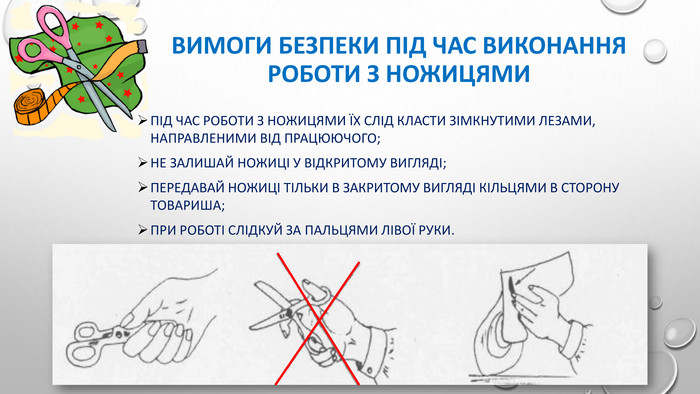 ВИМОГИ БЕЗПЕКИ ПІД ЧАС ВИКОНАННЯ
РОБОТИ З НОЖИЦЯМИ
ПІД ЧАС РОБОТИ З НОЖИЦЯМИ ЇХ СЛІД КЛАСТИ ЗІМКНУТИМИ ЛЕЗАМИ,
НАПРАВЛЕНИМИ ВІД ПРАЦЮЮЧОГО;
НЕ ЗАЛИШАЙ НОЖИЦІ У ВІДКРИТОМУ ВИГЛЯДІ;
ПЕРЕДАВАЙ НОЖИЦІ ТІЛЬКИ В ЗАКРИТОМУ ВИГЛЯДІ КІЛЬЦЯМИ В СТОРОНУ
ТОВАРИША;
ПРИ РОБОТІ СЛІДКУЙ ЗА ПАЛЬЦЯМИ ЛІВОЇ РУКИ.